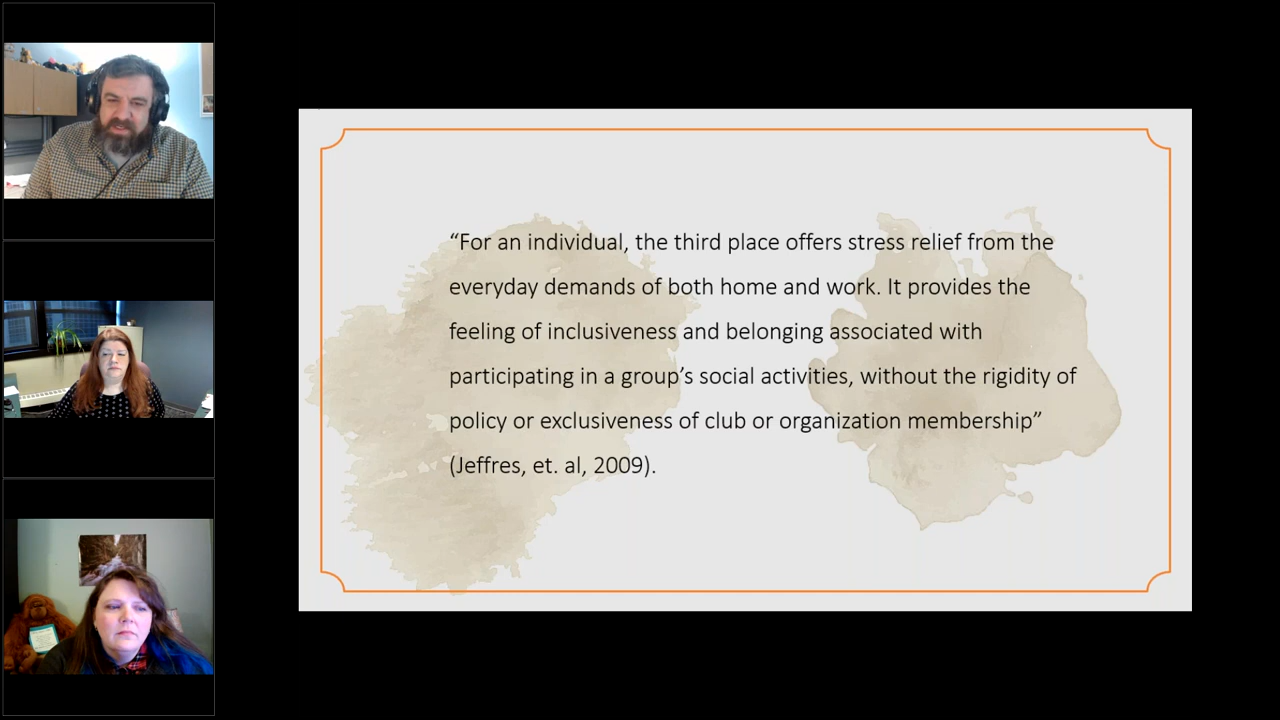 “For an individual, the third place offers stress relief from the
everyday demands of both home and work. It provides the
feeling of inclusiveness and belonging associated with
participating in a group’s social activities, without the rigidity of
policy or exclusiveness of club or organization membership”
(Jeffres, et. al, 2009).